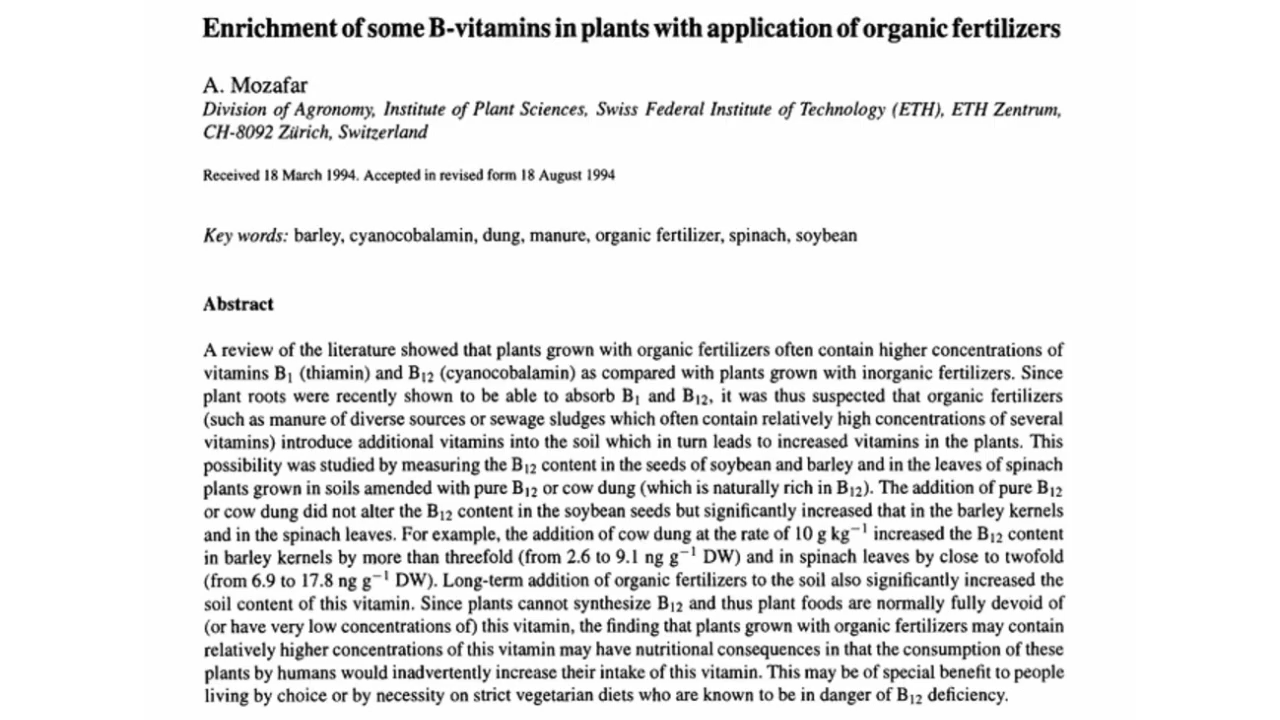 Enrichment of some B-vitamins in plants with application of organic fertilizers
A. Mozafar
Division of Agronomy, Institute of Plant Sciences, Swiss Federal Institute of Technology (ETH), ETH Zentrum,
CH-8092 Zürich, Switzerland
Received 18 March 1994. Accepted in revised form 18 August 1994
Key words: barley, cyanocobalamin, dung, manure, organic fertilizer, spinach, soybean
Abstract
A review of the literature showed that plants grown with organic fertilizers often contain higher concentrations of
vitamins B₁ (thiamin) and B₁₂ (cyanocobalamin) as compared with plants grown with inorganic fertilizers. Since
plant roots were recently shown to be able to absorb B₁ and B₁₂, it was thus suspected that organic fertilizers
(such as manure of diverse sources or sewage sludges which often contain relatively high concentrations of several
vitamins) introduce additional vitamins into the soil which in turn leads to increased vitamins in the plants. This
possibility was studied by measuring the B₁₂ content in the seeds of soybean and barley and in the leaves of spinach
plants grown in soils amended with pure B₁₂ or cow dung (which is naturally rich in B₁₂). The addition of pure B₁₂
or cow dung did not alter the B₁₂ content in the soybean seeds but significantly increased that in the barley kernels
and in the spinach leaves. For example, the addition of cow dung at the rate of 10 g kg⁻¹ increased the B₁₂ content
in barley kernels by more than threefold (from 2.6 to 9.1 ng g⁻¹ DW) and in spinach leaves by close to twofold
(from 6.9 to 17.8 ng g⁻¹ DW). Long-term addition of organic fertilizers to the soil also significantly increased the
soil content of this vitamin. Since plants cannot synthesize B₁₂ and thus plant foods are normally fully devoid of
(or have very low concentrations of) this vitamin, the finding that plants grown with organic fertilizers may contain
relatively higher concentrations of this vitamin may have nutritional consequences in that the consumption of these
plants by humans would inadvertently increase their intake of this vitamin. This may be of special benefit to people
living by choice or by necessity on strict vegetarian diets who are known to be in danger of B₁₂ deficiency.